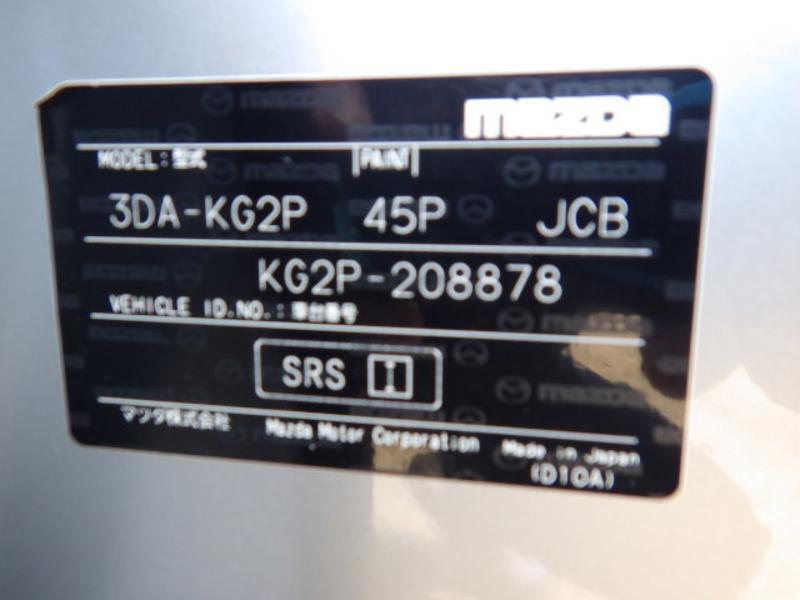 mazda
MODEL:型式 PAINT
3DA-KG2P 45P JCB
KG2P-208878
VEHICLE ID.NO.:車台番号
SRS
マツダ株式会社 Mazda Motor Corporation Made in Japan
(D10A)